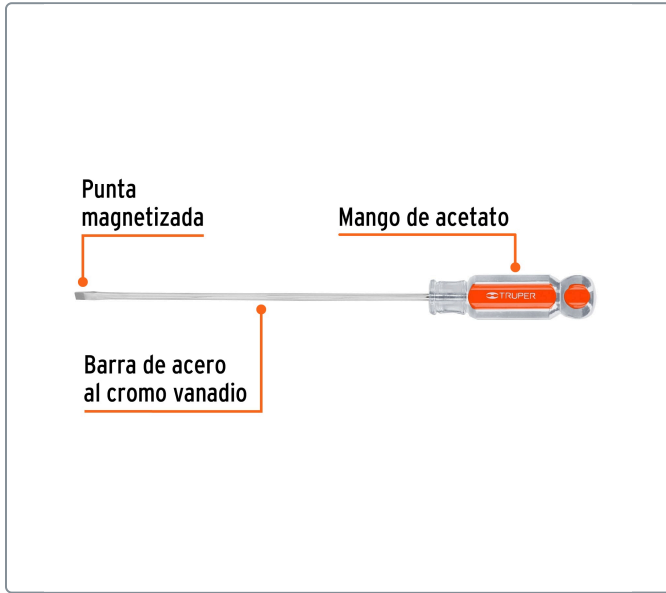 Punta
magnetizada
Mango de acetato
TRUPER
Barra de acero
al cromo vanadio